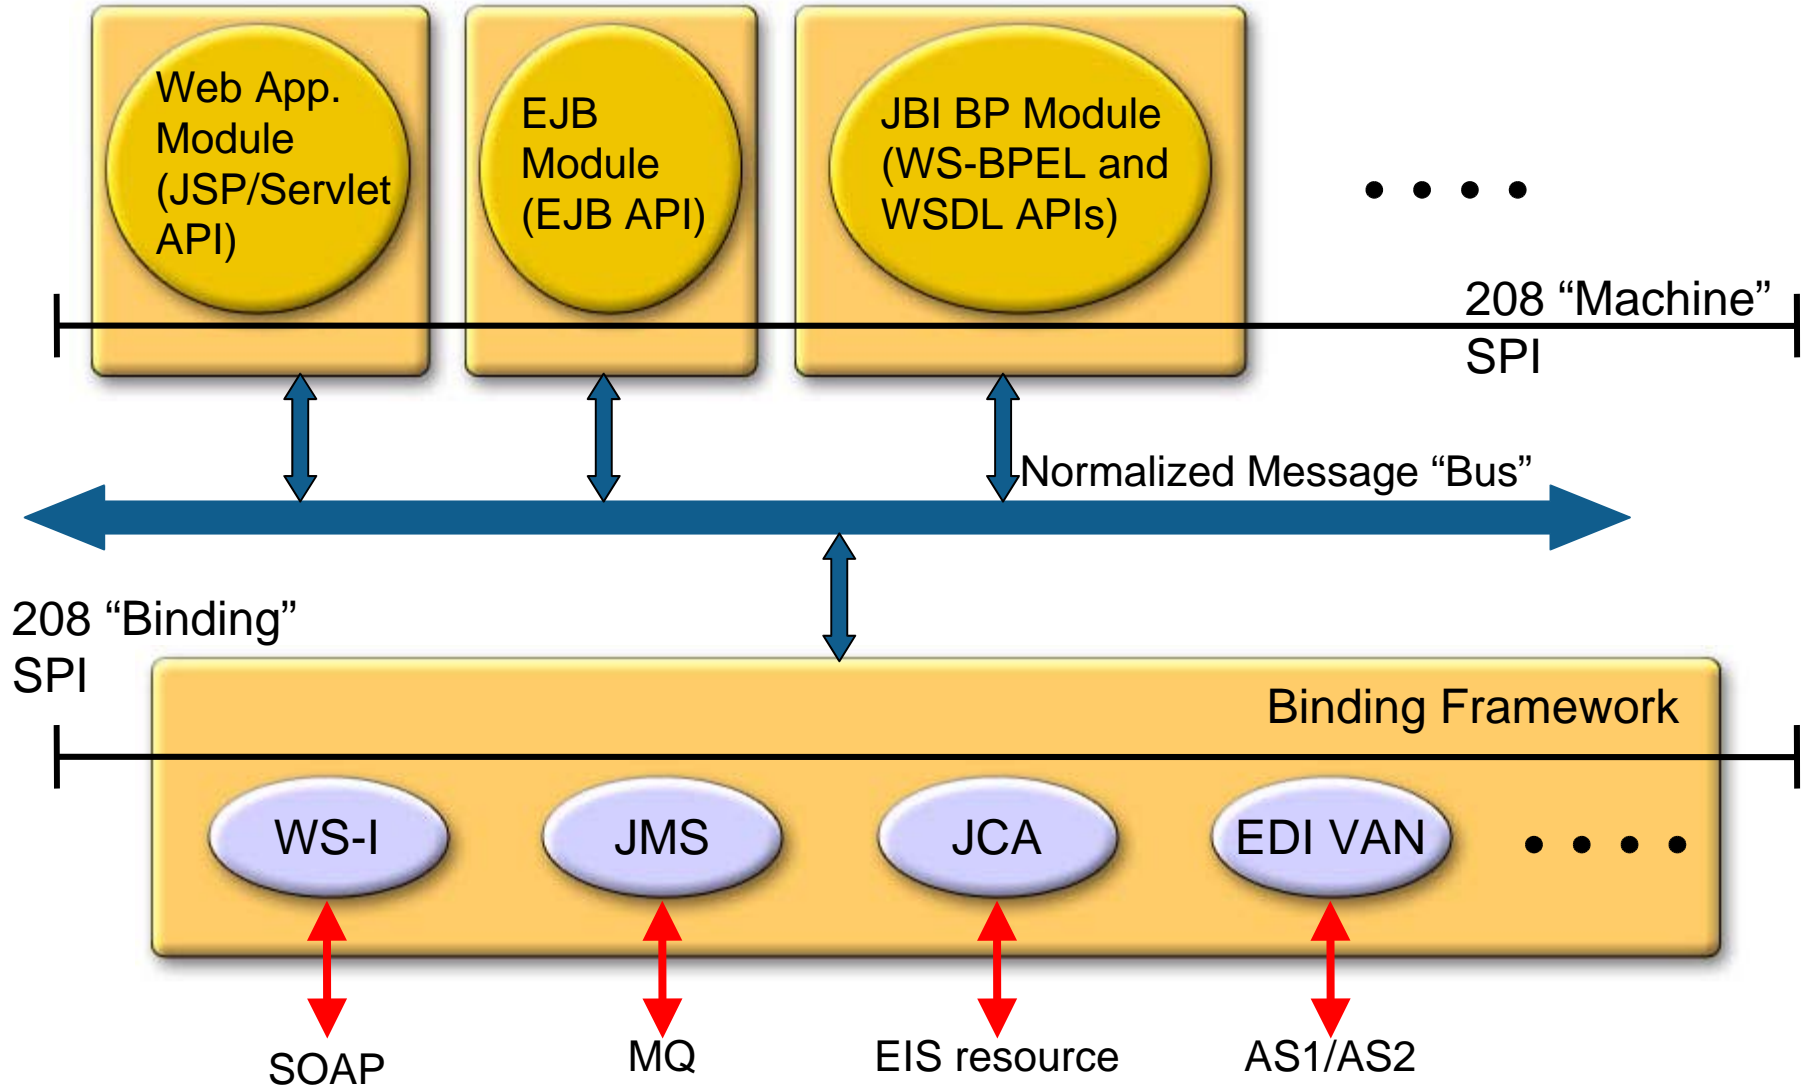 Web App.
Module
(JSP/Servlet
API)
EJB
Module
(EJB API)
JBI BP Module
(WS-BPEL and
WSDL APIs)
208 “Machine”
SPI
Normalized Message “Bus”
208 “Binding”
SPI
Binding Framework
WS-I
JMS
JCA
EDI VAN
SOAP
MQ
EIS resource
AS1/AS2